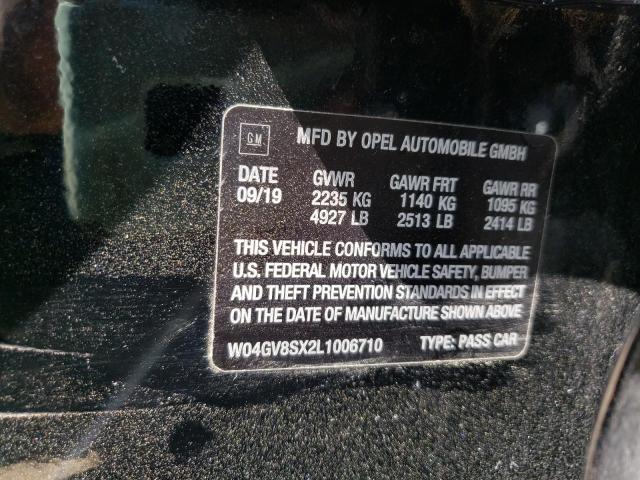 GM MFD BY OPEL AUTOMOBILE GMBH
DATE GVWR GAWR FRT GAWR RR
09/19 2235 KG 1140 KG 1095 KG
4927 LB 2513 LB 2414 LB
THIS VEHICLE CONFORMS TO ALL APPLICABLE
U.S. FEDERAL MOTOR VEHICLE SAFETY, BUMPER
AND THEFT PREVENTION STANDARDS IN EFFECT
ON THE DATE OF MANUFACTURE SHOWN ABOVE
W04GV8SX2L1006710 TYPE: PASS CAR